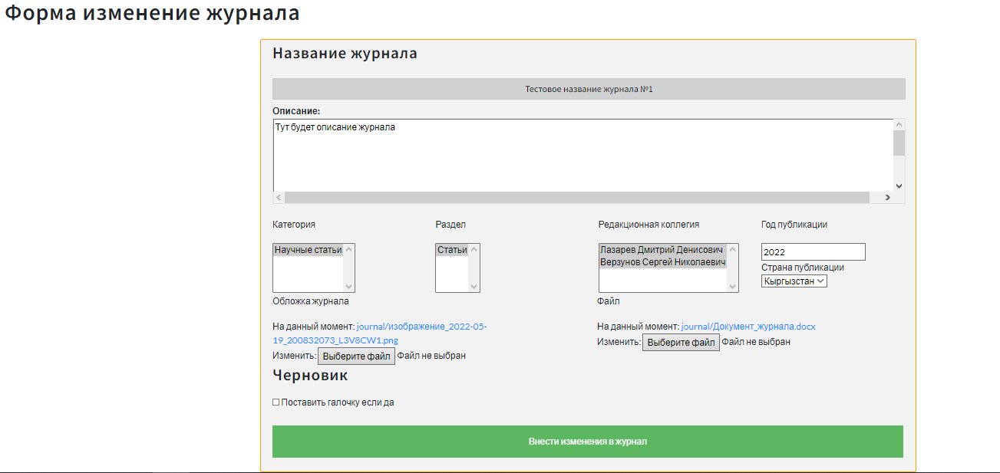 Форма изменение журнала
Название журнала
Тестовое название журнала №1
Описание:
Тут будет описание журнала
Категория
Раздел
Редакционная коллегия
Год публикации
Научные статьи
Статьи
Лазарев Дмитрий Денисович
Верзунов Сергей Николаевич
2022
Страна публикации
Кыргызстан
Обложка журнала
Файл
На данный момент: journal/изображение_2022-05-
19_200832073_L3V8CW1.png
Изменить: Выберите файл Файл не выбран
На данный момент: journal/Документ_журнала.docx
Изменить: Выберите файл Файл не выбран
Черновик
Поставить галочку если да
Внести изменения в журнал